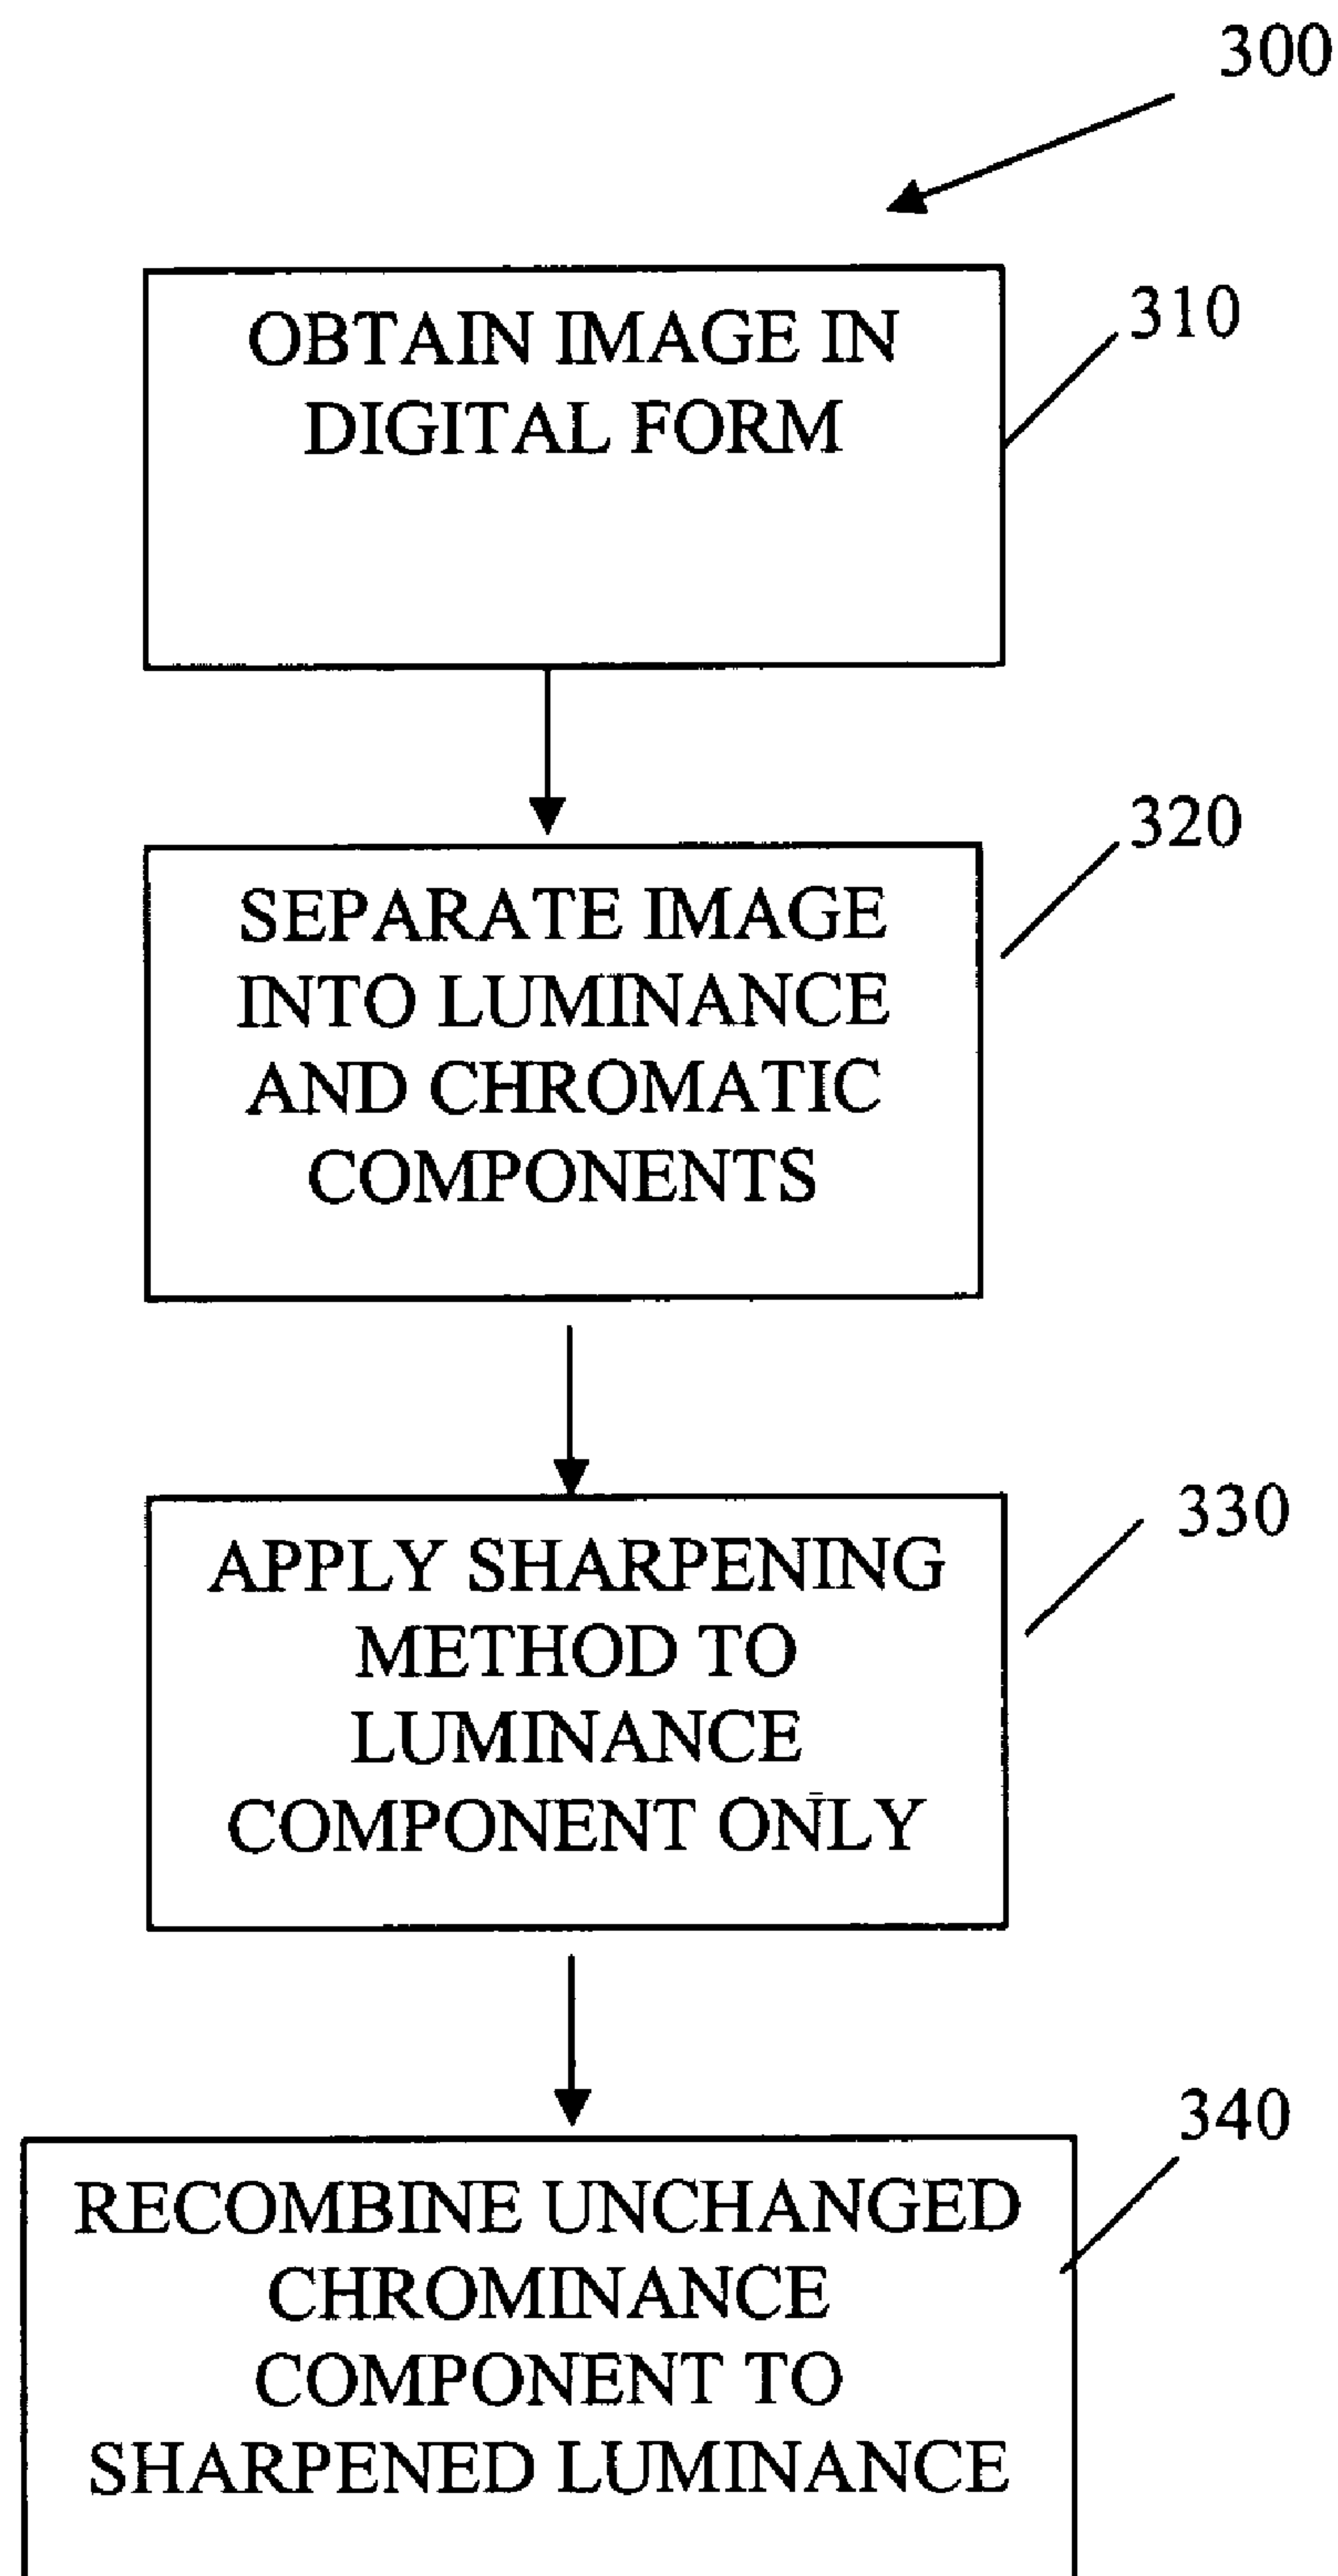 300
310
OBTAIN IMAGE IN
DIGITAL FORM
320
SEPARATE IMAGE
INTO LUMINANCE
AND CHROMATIC
COMPONENTS
330
APPLY SHARPENING
METHOD TO
LUMINANCE
COMPONENT ONLY
340
RECOMBINE UNCHANGED
CHROMINANCE
COMPONENT TO
SHARPENED LUMINANCE